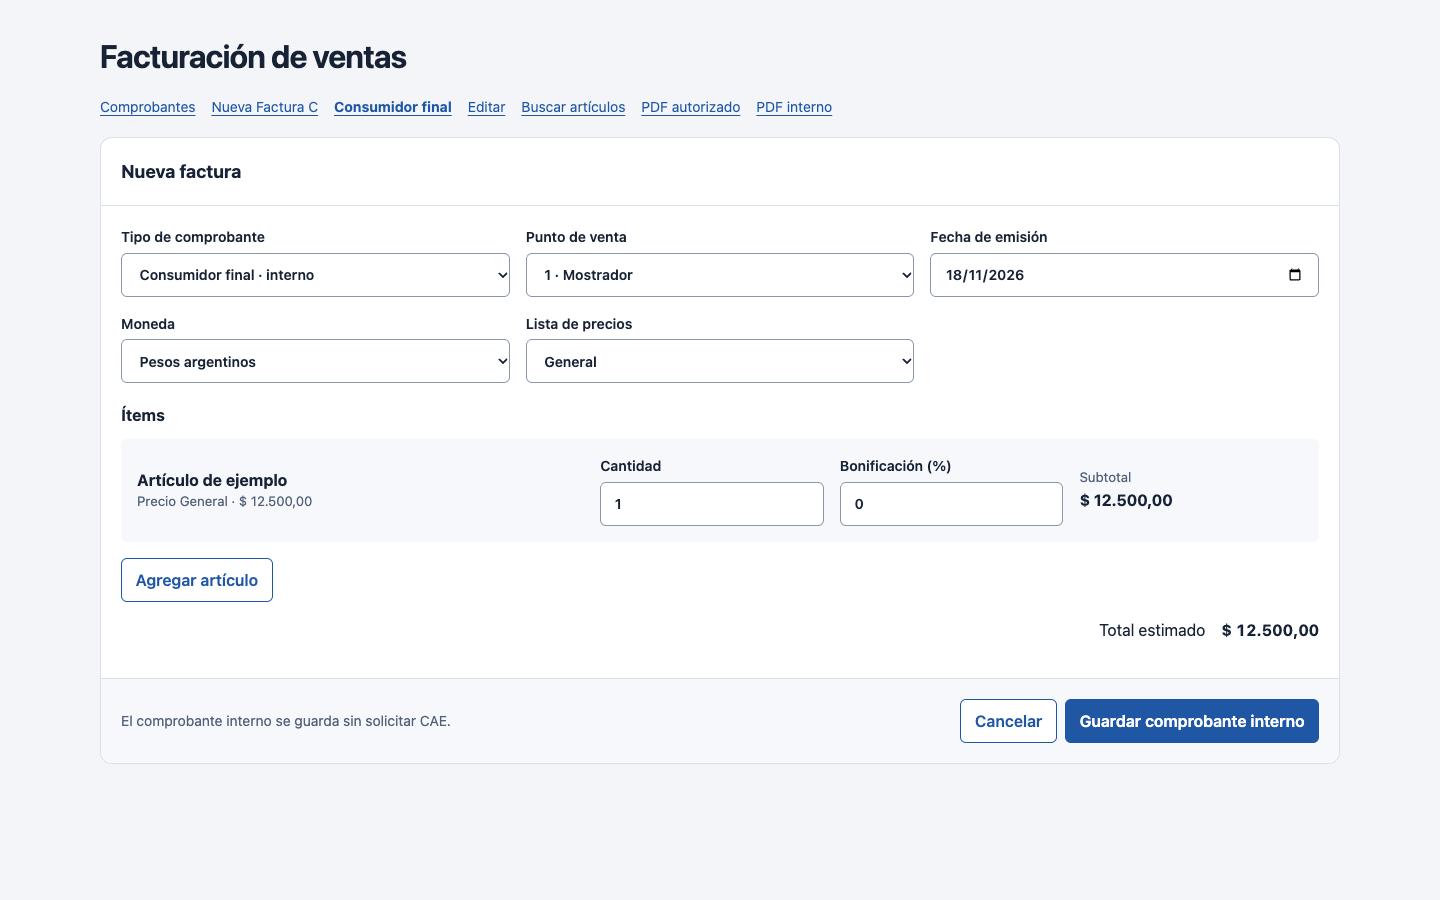 Facturación de ventas
Comprobantes Nueva Factura C Consumidor final Editar Buscar artículos PDF autorizado PDF interno
Nueva factura
Tipo de comprobante Punto de venta Fecha de emisión
Consumidor final · interno 1 · Mostrador 18/11/2026
Moneda Lista de precios
Pesos argentinos General
Ítems
Cantidad Bonificación (%) Subtotal
Artículo de ejemplo
Precio General · $ 12.500,00 1 0 $ 12.500,00
Agregar artículo
Total estimado $ 12.500,00
El comprobante interno se guarda sin solicitar CAE. Cancelar Guardar comprobante interno